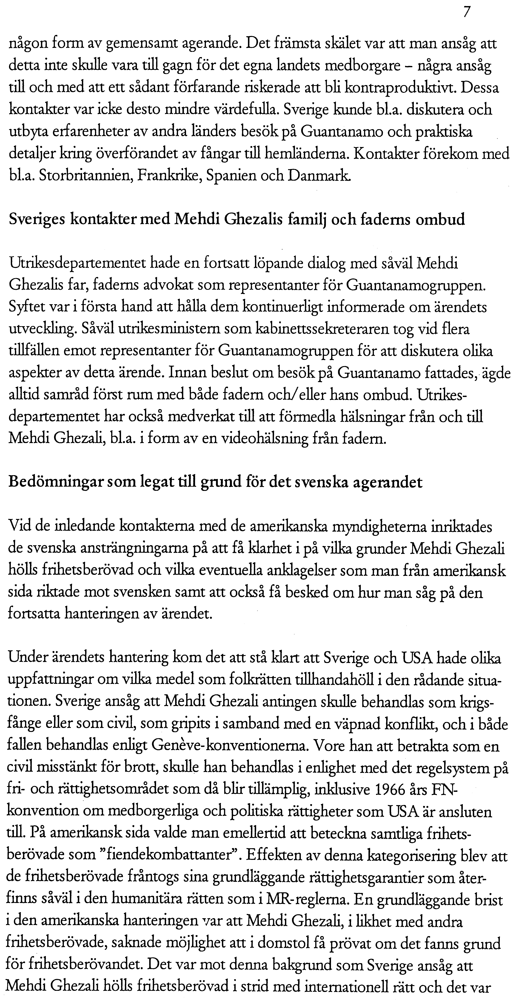 7
någon form av gemensamt agerande. Det främsta skälet var att man ansåg att
detta inte skulle vara till gagn för det egna landets medborgare – några ansåg
till och med att ett sådant förfarande riskerade att bli kontraproduktivt. Dessa
kontakter var icke desto mindre värdefulla. Sverige kunde bl.a. diskutera och
utbyta erfarenheter av andra länders besök på Guantanamo och praktiska
detaljer kring överförandet av fångar till hemländerna. Kontakter förekom med
bl.a. Storbritannien, Frankrike, Spanien och Danmark.
Sveriges kontakter med Mehdi Ghezalis familj och faderns ombud
Utrikesdepartementet hade en fortsatt löpande dialog med såväl Mehdi
Ghezalis far, faderns advokat som representanter för Guantanamogruppen.
Syftet var i första hand att hålla dem kontinuerligt informerade om ärendets
utveckling. Såväl utrikesministern som kabinettssekreteraren tog vid flera
tillfällen emot representanter för Guantanamogruppen för att diskutera olika
aspekter av detta ärende. Innan beslut om besök på Guantanamo fattades, ägde
alltid samråd först rum med både fadern och/eller hans ombud. Utrikes-
departementet har också medverkat till att förmedla hälsningar från och till
Mehdi Ghezali, bl.a. i form av en videohälsning från fadern.
Bedömningar som legat till grund för det svenska agerandet
Vid de inledande kontakterna med de amerikanska myndigheterna inriktades
de svenska ansträngningarna på att få klarhet i på vilka grunder Mehdi Ghezali
hölls frihetsberövad och vilka eventuella anklagelser som man från amerikansk
sida riktade mot svensken samt att också få besked om hur man såg på den
fortsatta hanteringen av ärendet.
Under ärendets hantering kom det att stå klart att Sverige och USA hade olika
uppfattningar om vilka medel som folkrätten tillhandahöll i den rådande situa-
tionen. Sverige ansåg att Mehdi Ghezali antingen skulle behandlas som krigs-
fånge eller som civil, som gripits i samband med en väpnad konflikt, och i både
fallen behandlas enligt Genève-konventionerna. Vore han att betrakta som en
civil misstänkt för brott, skulle han behandlas i enlighet med det regelsystem på
fri- och rättighetsområdet som då blir tillämplig, inklusive 1966 års FN-
konvention om medborgerliga och politiska rättigheter som USA är ansluten
till. På amerikansk sida valde man emellertid att beteckna samtliga frihets-
berövade som ”fiendekombattanter”. Effekten av denna kategorisering blev att
de frihetsberövade fråntogs sina grundläggande rättighetsgarantier som åter-
finns såväl i den humanitära rätten som i MR-reglerna. En grundläggande brist
i den amerikanska hanteringen var att Mehdi Ghezali, i likhet med andra
frihetsberövade, saknade möjlighet att i domstol få prövat om det fanns grund
för frihetsberövandet. Det var mot denna bakgrund som Sverige ansåg att
Mehdi Ghezali hölls frihetsberövad i strid med internationell rätt och det var